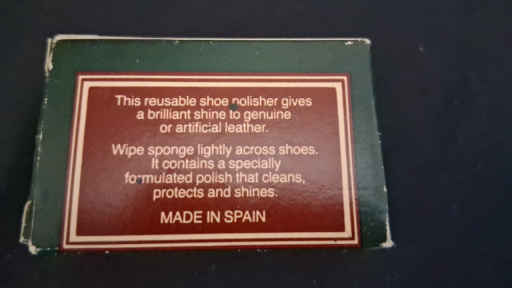 This reusable shoe polisher gives
a brilliant shine to genuine
or artificial leather.
Wipe sponge lightly across shoes.
It contains a specially
formulated polish that cleans,
protects and shines.
MADE IN SPAIN